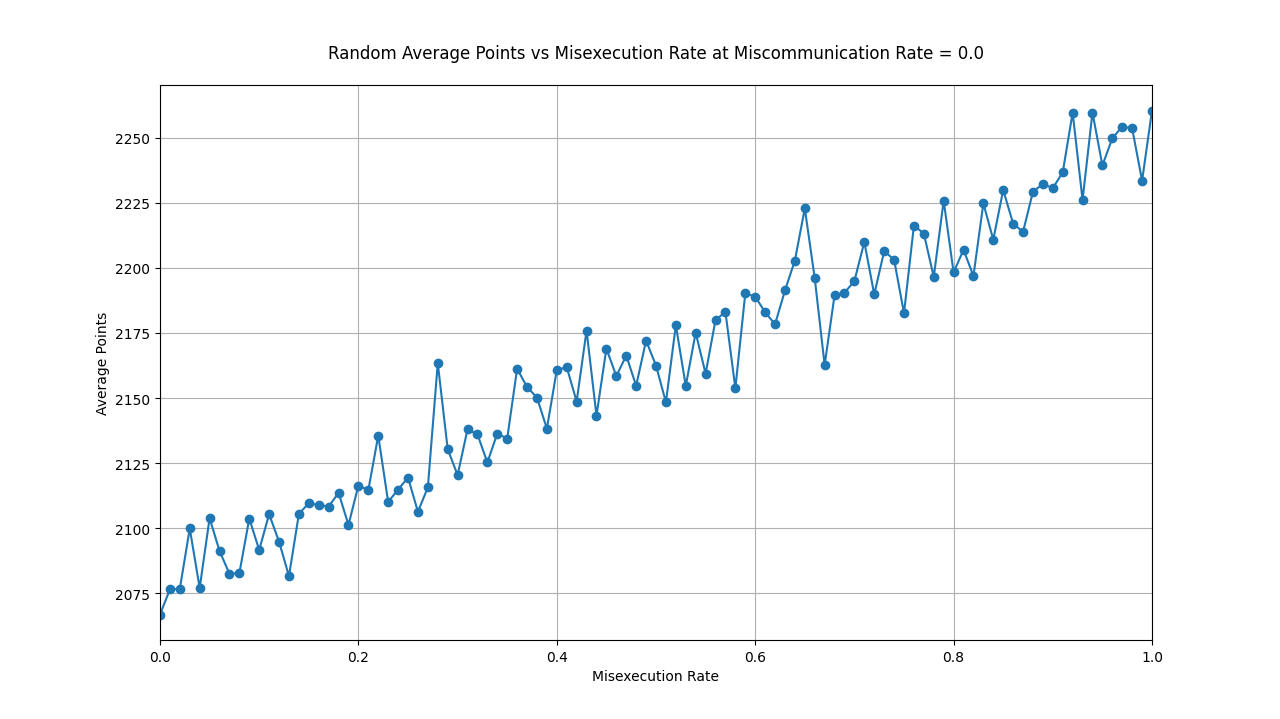 Random Average Points vs Misexecution Rate at Miscommunication Rate = 0.0
2250
2225
2200
2175
2150
2125
2100
2075
Average Points
0.0 0.2 0.4 0.6 0.8 1.0
Misexecution Rate